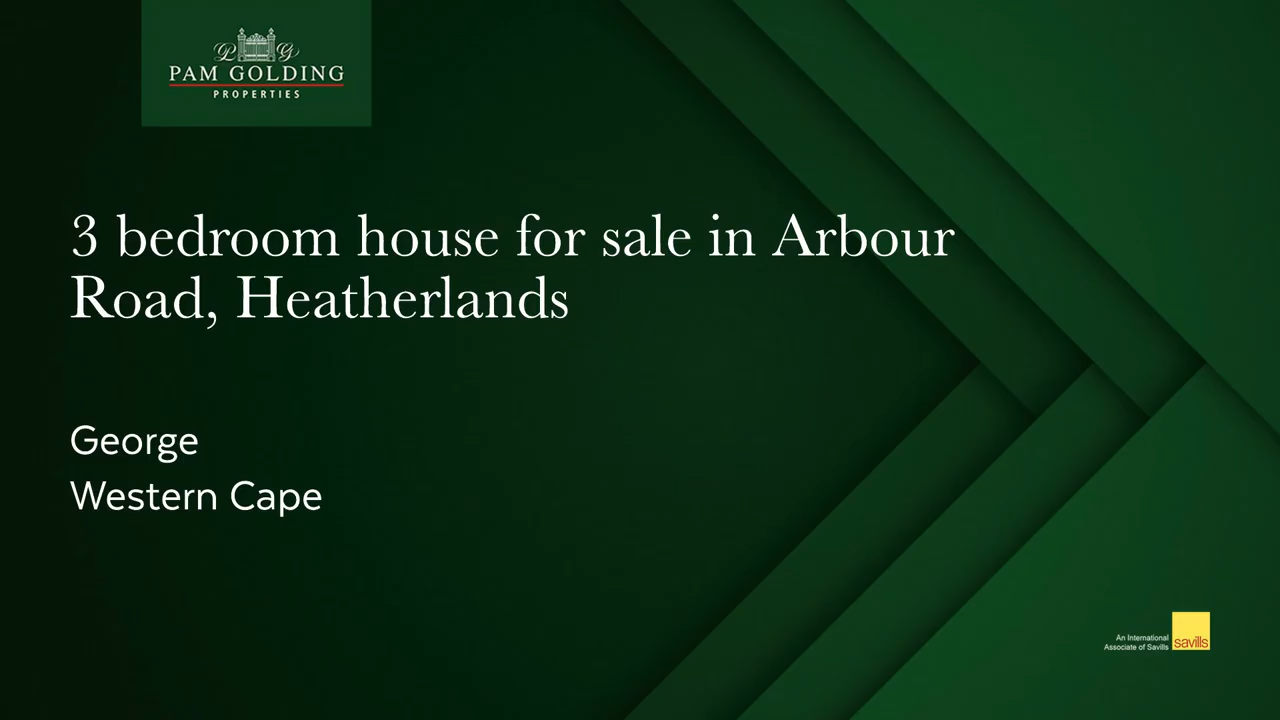 P G
PAM GOLDING
PROPERTIES
3 bedroom house for sale in Arbour
Road, Heatherlands
George
Western Cape
An International
Associate of Savills
savills